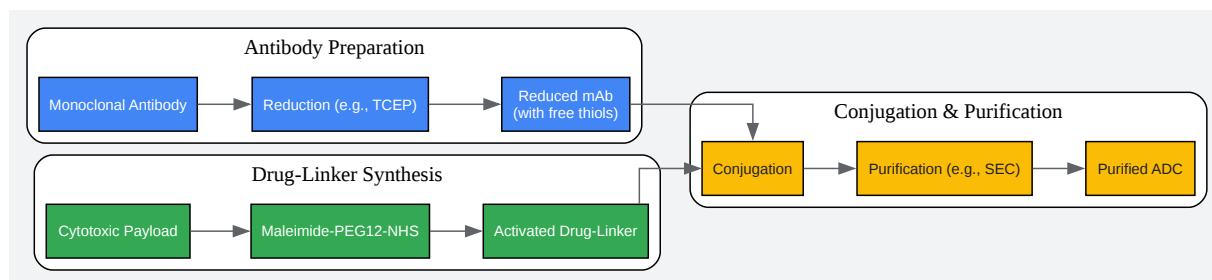 Antibody Preparation
Monoclonal Antibody
Reduction (e.g., TCEP)
Reduced mAb
(with free thiols)
Drug-Linker Synthesis
Cytotoxic Payload
Maleimide-PEG12-NHS
Activated Drug-Linker
Conjugation & Purification
Conjugation
Purification (e.g., SEC)
Purified ADC